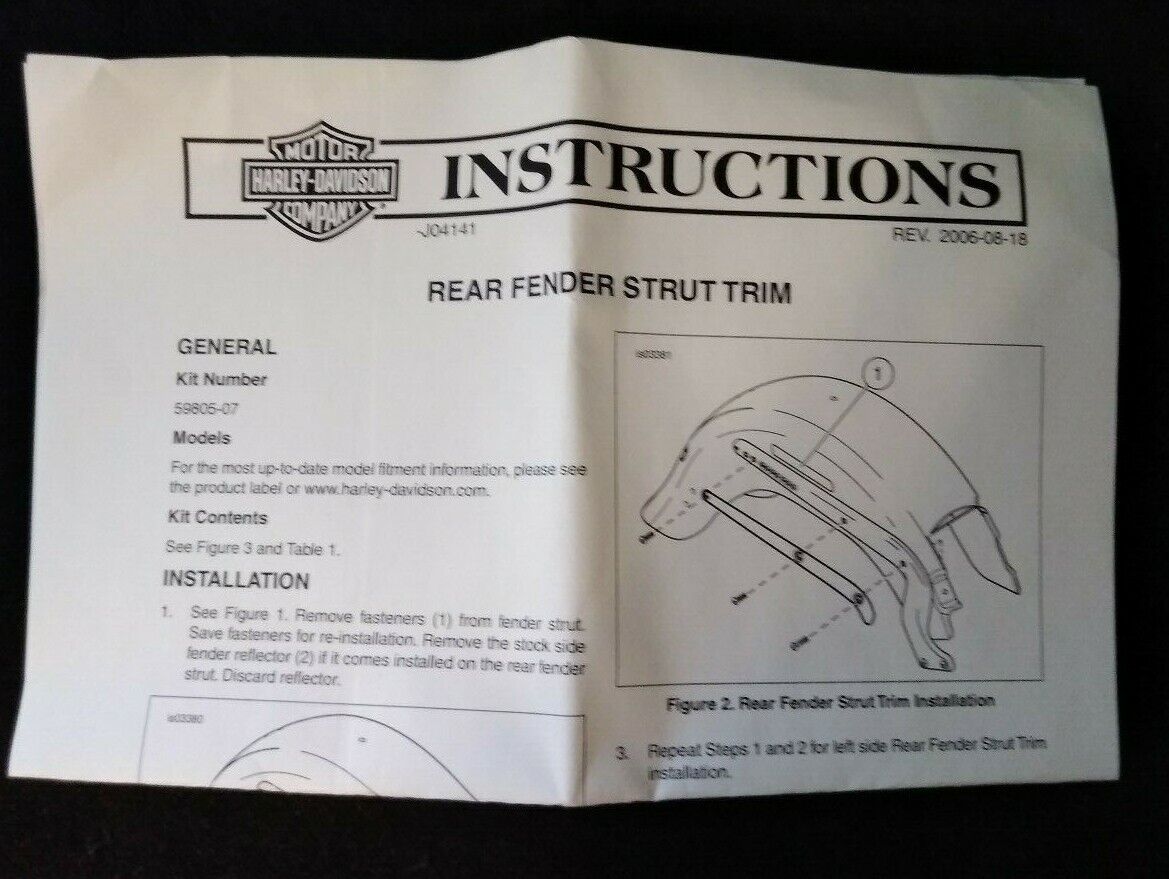 MOTOR
HARLEY-DAVIDSON
COMPANY
®
INSTRUCTIONS
-J04141
REV. 2006-08-18
REAR FENDER STRUT TRIM
GENERAL
Kit Number
59805-07
Models
For the most up-to-date model fitment information, please see
the product label or www.harley-davidson.com.
Kit Contents
See Figure 3 and Table 1.
INSTALLATION
1. See Figure 1. Remove fasteners (1) from fender strut.
Save fasteners for re-installation. Remove the stock side
fender reflector (2) if it comes installed on the rear fender
strut. Discard reflector.
is03380
is03381
1
Figure 2. Rear Fender Strut Trim Installation
3. Repeat Steps 1 and 2 for left side Rear Fender Strut Trim
installation.